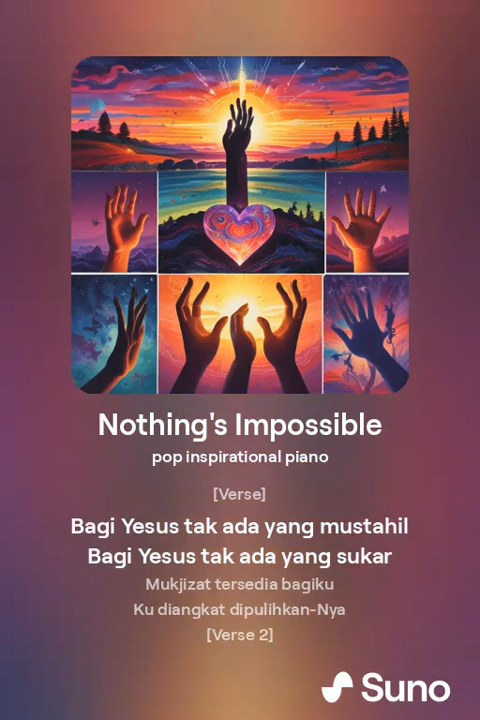 Nothing's Impossible
pop inspirational piano
[Verse]
Bagi Yesus tak ada yang mustahil
Bagi Yesus tak ada yang sukar
Mukjizat tersedia bagiku
Ku diangkat dipulihkan-Nya
[Verse 2]
Suno